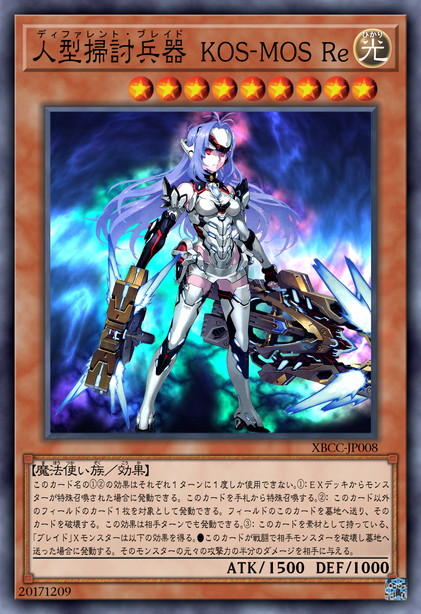 ディファレント・ブレイド
人型掃討兵器 KOS-MOS Re
ひかり
光
XBCC-JP008
【魔法使い族／効果】
このカード名の①②の効果はそれぞれ１ターンに１度しか使用できない。①：ＥＸデッキからモンス
ターが特殊召喚された場合に発動できる。このカードを手札から特殊召喚する。②：このカード以外
のフィールドのカード１枚を対象として発動できる。フィールドのこのカードを墓地へ送り、その
カードを破壊する。この効果は相手ターンでも発動できる。③：このカードを素材として持っている、
「ブレイド」Ｘモンスターは以下の効果を得る。●このカードが戦闘で相手モンスターを破壊し墓地へ
送った場合に発動する。そのモンスターの元々の攻撃力の半分のダメージを相手に与える。
ATK/1500 DEF/1000
20171209